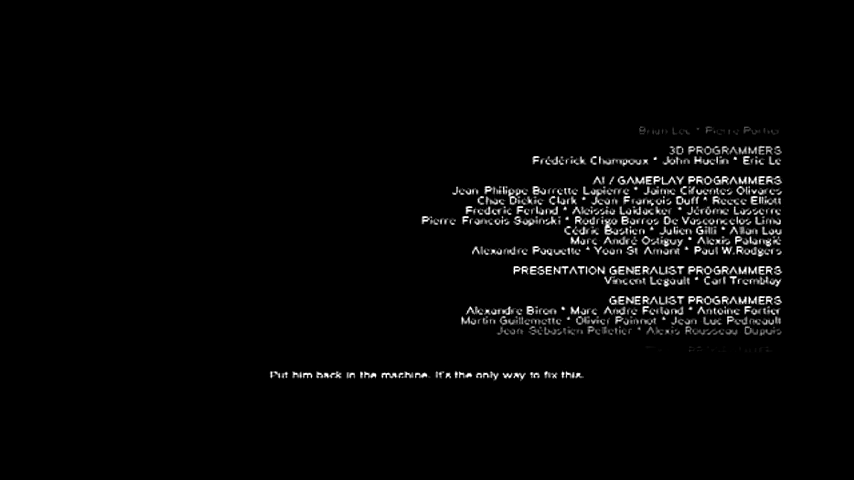 Brian Lee * Pierre Portier
3D PROGRAMMERS
Frédérick Champoux * John Huelin * Eric Le
AI / GAMEPLAY PROGRAMMERS
Jean-Philippe Barrette-Lapierre * Jaime Cifuentes Olivares
Chae Dickie-Clark * Jean-François Duff * Reece Elliott
Frederic Ferland * Aleissia Laidacker * Jérôme Lasserre
Pierre-Francois Sapinski * Rodrigo Barros De Vasconcelos Lima
Cédric Bastien * Julien Gilli * Allan Lau
Marc-André Ostiguy * Alexis Palangié
Alexandre Paquette * Yoan St-Amant * Paul W.Rodgers
PRESENTATION GENERALIST PROGRAMMERS
Vincent Legault * Carl Tremblay
GENERALIST PROGRAMMERS
Alexandre Biron * Marc-Andre Ferland * Antoine Fortier
Martin Guillemette * Olivier * Jean-Luc Pedneault
Jean-Sébastien Pelletier * Alexis Rousseau-Dupuis
Put him back in the machine. It's the only way to fix this.